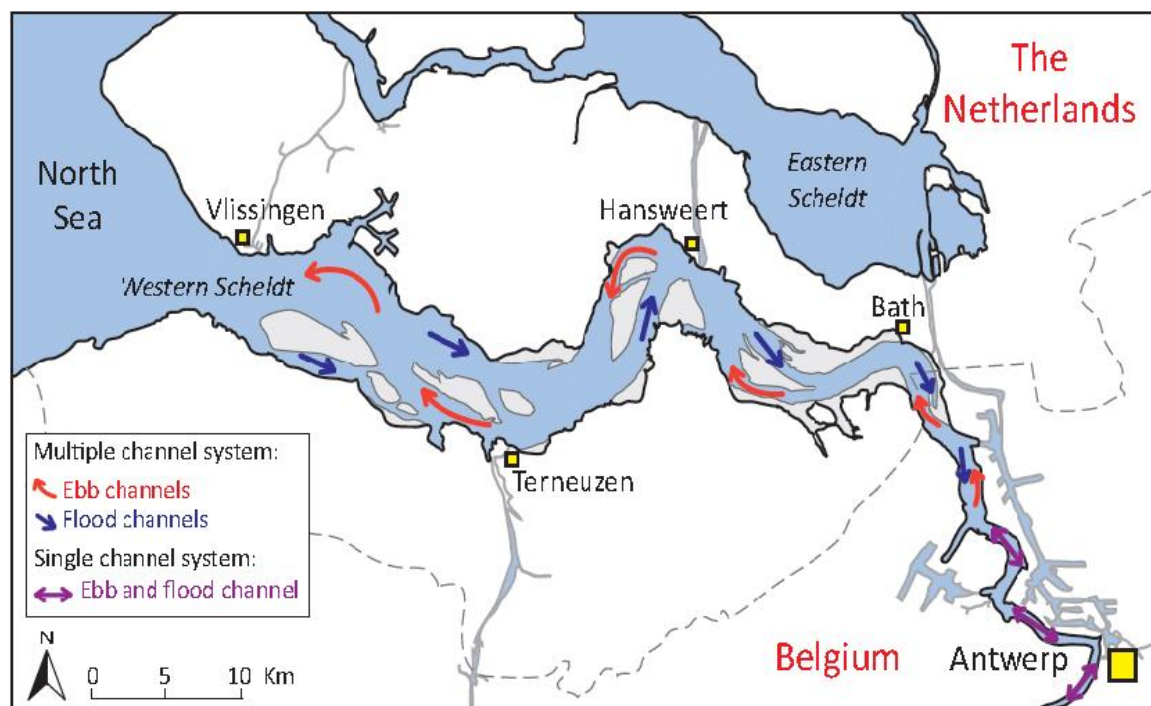 The
Netherlands
North
Sea
Eastern
Scheldt
Vlissingen
Hansweert
Western Scheldt
Bath
Terneuzen
Multiple channel system:
Ebb channels
Flood channels
Single channel system:
Ebb and flood channel
N
0 5 10 Km
Belgium
Antwerp